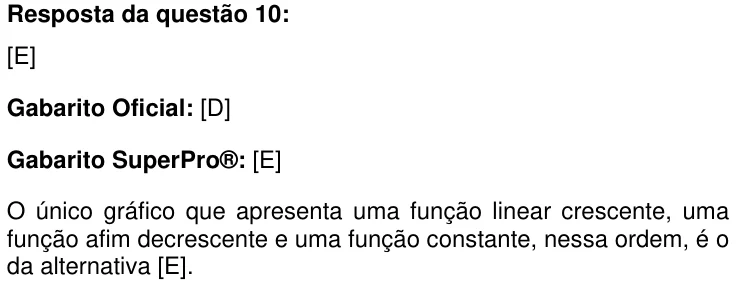 Resposta da questão 10:
[E]
Gabarito Oficial: [D]
Gabarito SuperPro®: [E]
O único gráfico que apresenta uma função linear crescente, uma
função afim decrescente e uma função constante, nessa ordem, é o
da alternativa [E].